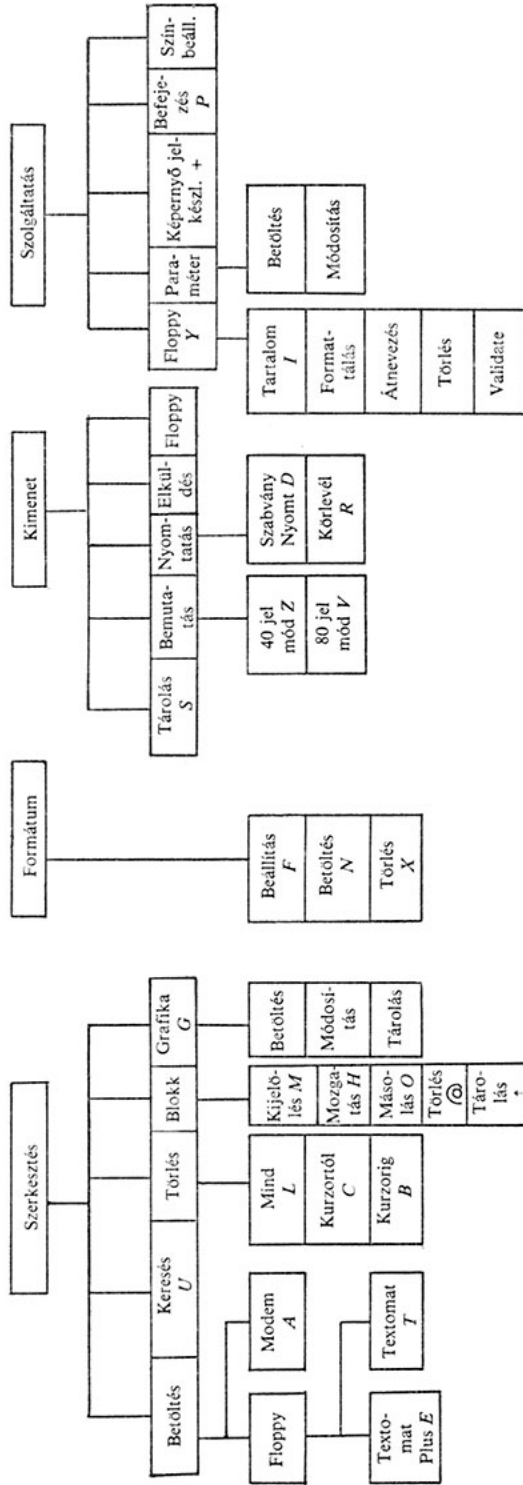 Szerkesztés
Betöltés
Keresés
U
Törlés
Blokk
Grafika
G
Floppy
Modem
A
Texto-
mat
Plus E
Textomat
T
Mind
L
Kurzortól
C
Kurzorig
B
Kijelö-
lés M
Mozga-
tás H
Máso-
lás O
Törlés
@
Táro-
lás
↑
Betöltés
Módosi-
tás
Tárolás
Formátum
Beállítás
F
Betöltés
N
Törlés
X
Kimenet
Tárolás
S
Bemuta-
tás
Nyom-
tatás
Elkül-
dés
Floppy
40 jel
mód Z
80 jel
mód V
Szabvány
Nyomt D
Körlevél
R
Szolgáltatás
Floppy
Y
Para-
méter
Képernyő jel-
készl. +
Befeje-
zés
P
Szín-
beáll.
Tartalom
I
Format-
tálás
Átnevezés
Törlés
Validate
Betöltés
Módosítás